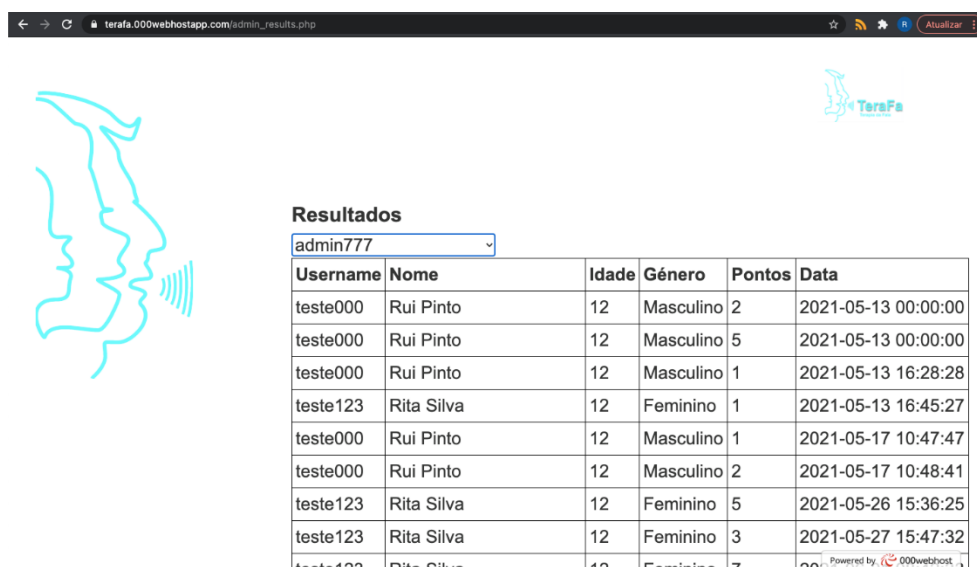 terafa.000webhostapp.com/admin_results.php
R Atualizar
TeraFa
Resultados
admin777
Username Nome Idade Género Pontos Data
teste000 Rui Pinto 12 Masculino 2 2021-05-13 00:00:00
teste000 Rui Pinto 12 Masculino 5 2021-05-13 00:00:00
teste000 Rui Pinto 12 Masculino 1 2021-05-13 16:28:28
teste123 Rita Silva 12 Feminino 1 2021-05-13 16:45:27
teste000 Rui Pinto 12 Masculino 1 2021-05-17 10:47:47
teste000 Rui Pinto 12 Masculino 2 2021-05-17 10:48:41
teste123 Rita Silva 12 Feminino 5 2021-05-26 15:36:25
teste123 Rita Silva 12 Feminino 3 2021-05-27 15:47:32
teste123 Rita Silva 12 Feminino 7
Powered by 000webhost